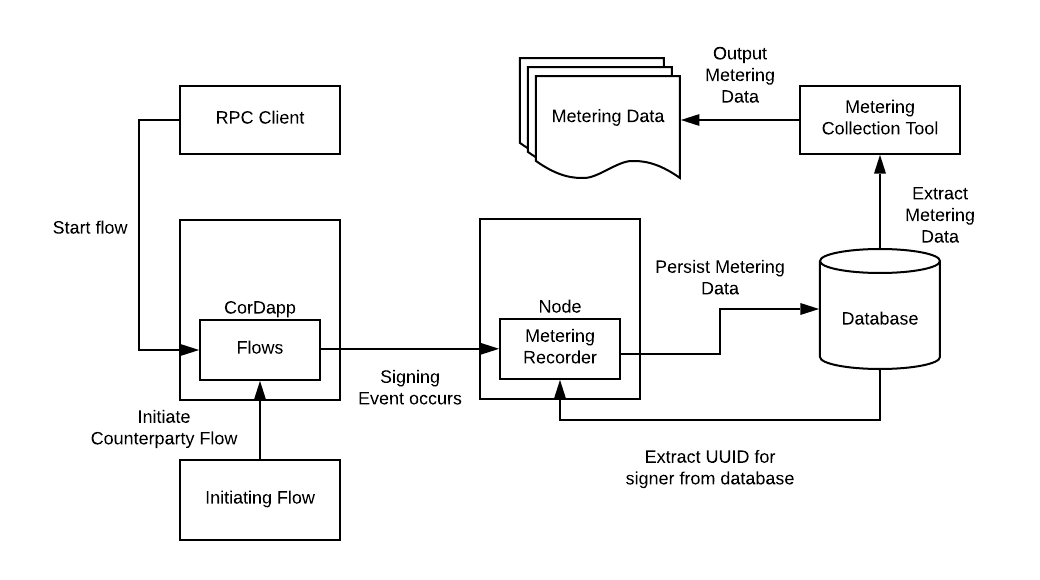 Output
Metering
Data
RPC Client
Metering Data
Metering
Collection Tool
Start flow
Extract
Metering
Data
CorDapp
Flows
Node
Metering
Recorder
Persist Metering
Data
Database
Signing
Event occurs
Initiate
Counterparty Flow
Extract UUID for
signer from database
Initiating Flow